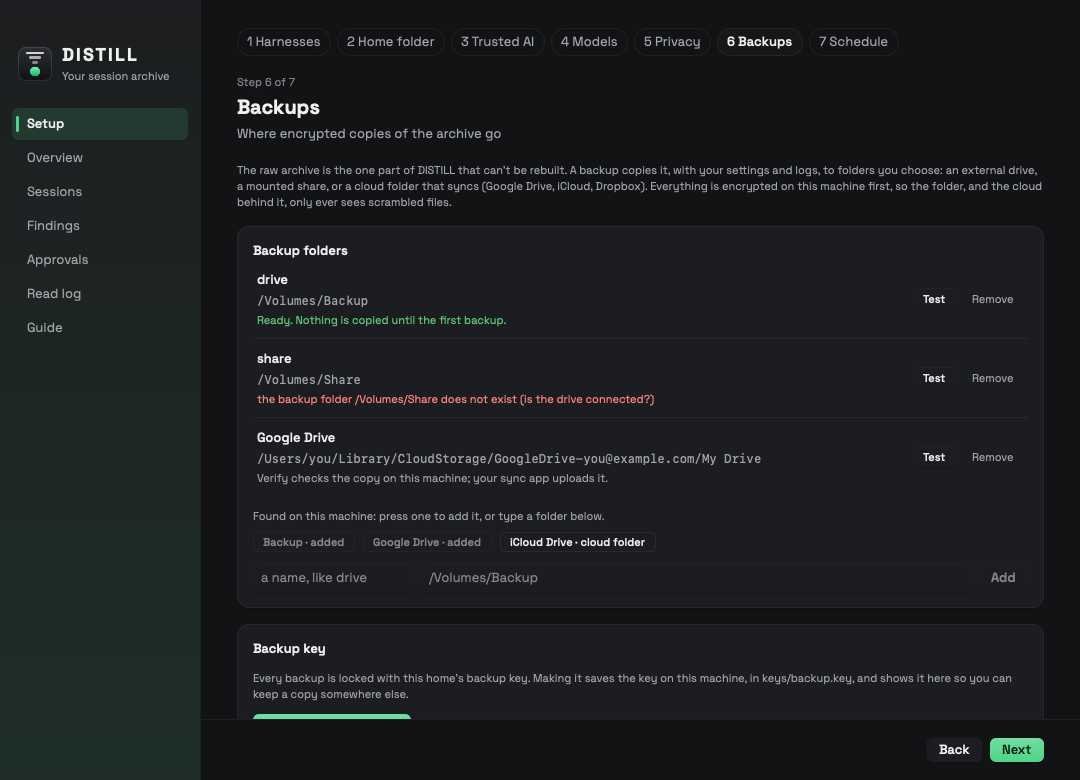 DISTILL
Your session archive
Setup
Overview
Sessions
Findings
Approvals
Read log
Guide
1 Harnesses
2 Home folder
3 Trusted AI
4 Models
5 Privacy
6 Backups
7 Schedule
Step 6 of 7
Backups
Where encrypted copies of the archive go
The raw archive is the one part of DISTILL that can't be rebuilt. A backup copies it, with your settings and logs, to folders you choose: an external drive,
a mounted share, or a cloud folder that syncs (Google Drive, iCloud, Dropbox). Everything is encrypted on this machine first, so the folder, and the cloud
behind it, only ever sees scrambled files.
Backup folders
drive
/Volumes/Backup
Ready. Nothing is copied until the first backup.
Test
Remove
share
/Volumes/Share
the backup folder /Volumes/Share does not exist (is the drive connected?)
Test
Remove
Google Drive
/Users/you/Library/CloudStorage/GoogleDrive-you@example.com/My Drive
Verify checks the copy on this machine; your sync app uploads it.
Test
Remove
Found on this machine: press one to add it, or type a folder below.
Backup · added
Google Drive · added
iCloud Drive · cloud folder
a name, like drive
/Volumes/Backup
Add
Backup key
Every backup is locked with this home's backup key. Making it saves the key on this machine, in keys/backup.key, and shows it here so you can
keep a copy somewhere else.
Back
Next